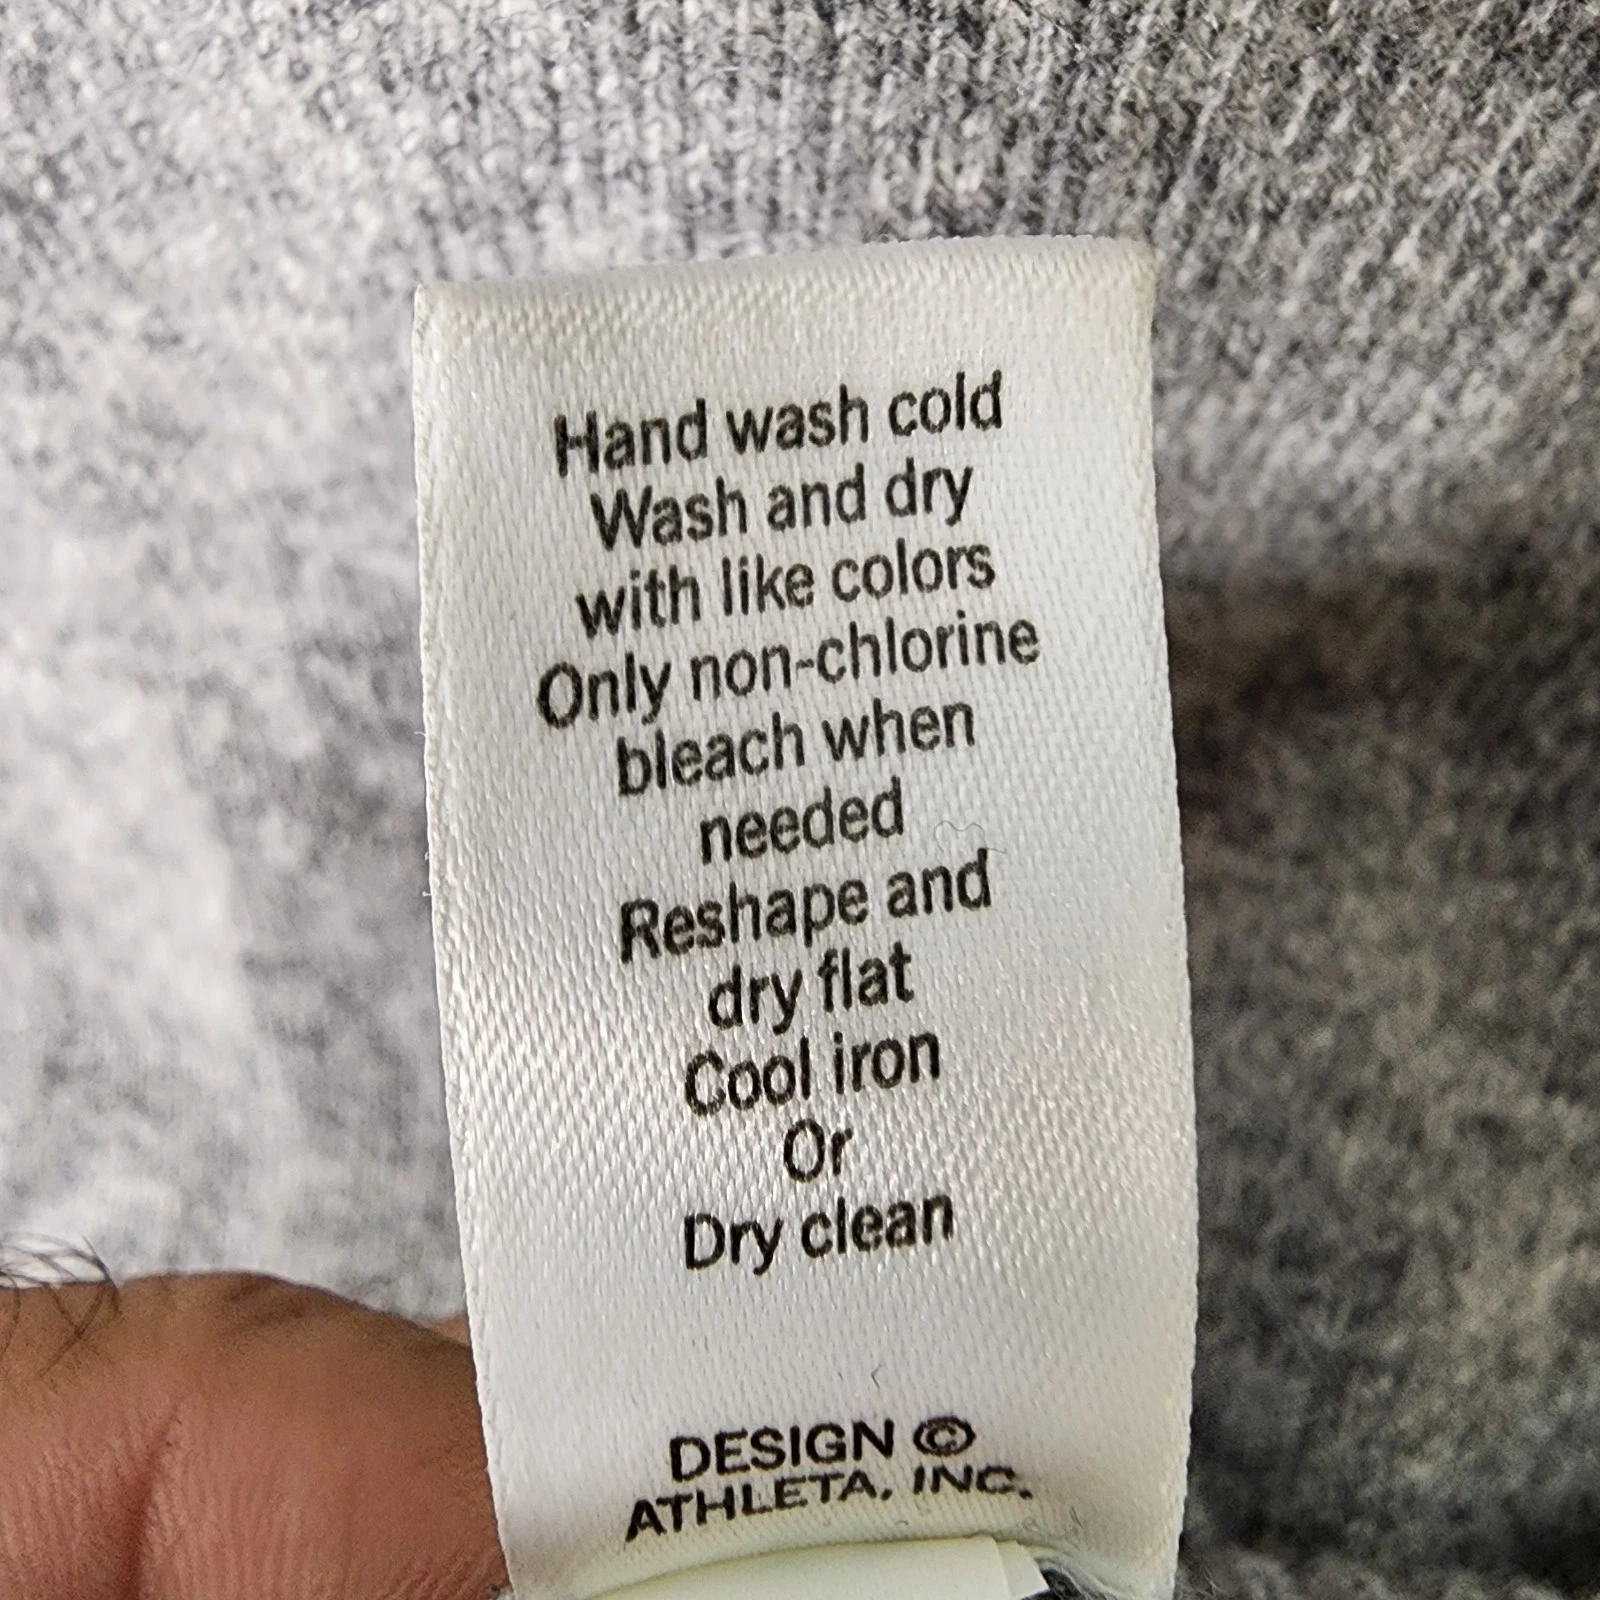 Hand wash cold
Wash and dry
with like colors
Only non-chlorine
bleach when
needed
Reshape and
dry flat
Cool iron
Or
Dry clean
DESIGN ©
ATHLETA, INC.